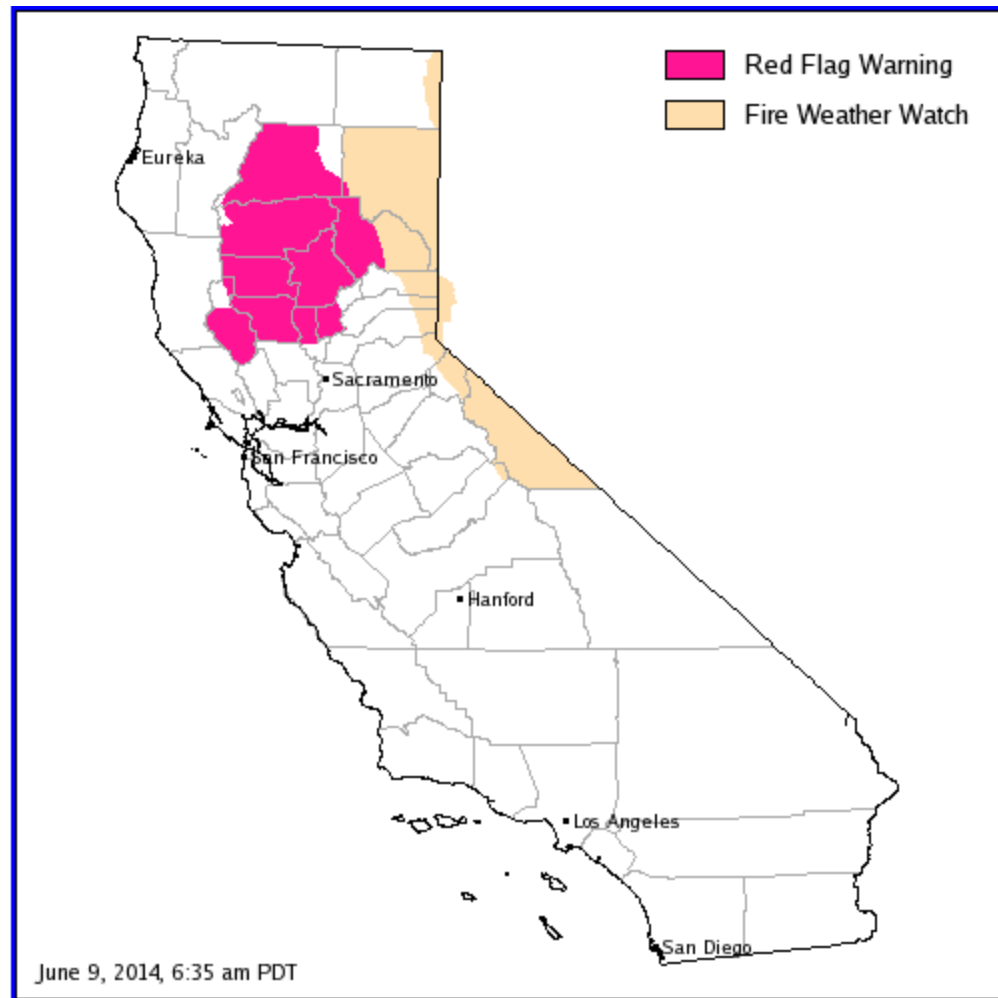 Red Flag Warning
Fire Weather Watch
Eureka
Sacramento
San Francisco
Hanford
Los Angeles
San Diego
June 9, 2014, 6:35 am PDT